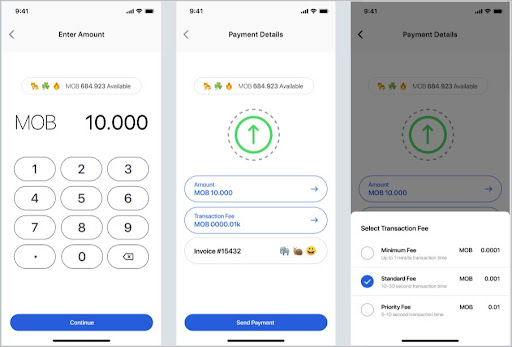 9:41
Enter Amount
MOB 684.923 Available
MOB 10.000
1 2 3
4 5 6
7 8 9
. 0
Continue
9:41
Payment Details
MOB 684.923 Available
Amount
MOB 10.000
Transaction Fee
MOB 0000.01k
Invoice #15432
Send Payment
9:41
Payment Details
MOB 684.923 Available
Amount
MOB 10.000
Select Transaction Fee
Minimum Fee MOB 0.0001
Up to 1 minute transaction time
Standard Fee MOB 0.001
10-30 second transaction time
Priority Fee MOB 0.01
5-10 second transaction time